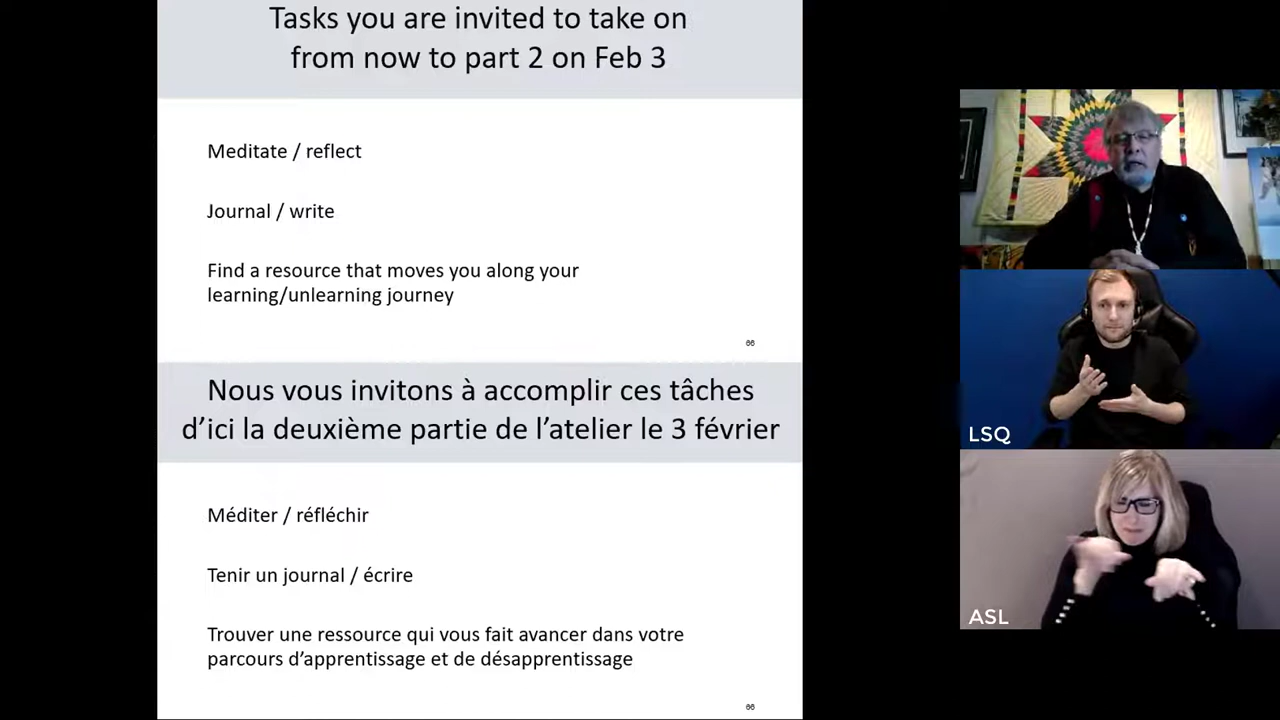 Tasks you are invited to take on
from now to part 2 on Feb 3
Meditate / reflect
Journal / write
Find a resource that moves you along your
learning/unlearning journey
66
Nous vous invitons à accomplir ces tâches
d’ici la deuxième partie de l’atelier le 3 février
Méditer / réfléchir
Tenir un journal / écrire
Trouver une ressource qui vous fait avancer dans votre
parcours d’apprentissage et de désapprentissage
66
LSQ
ASL